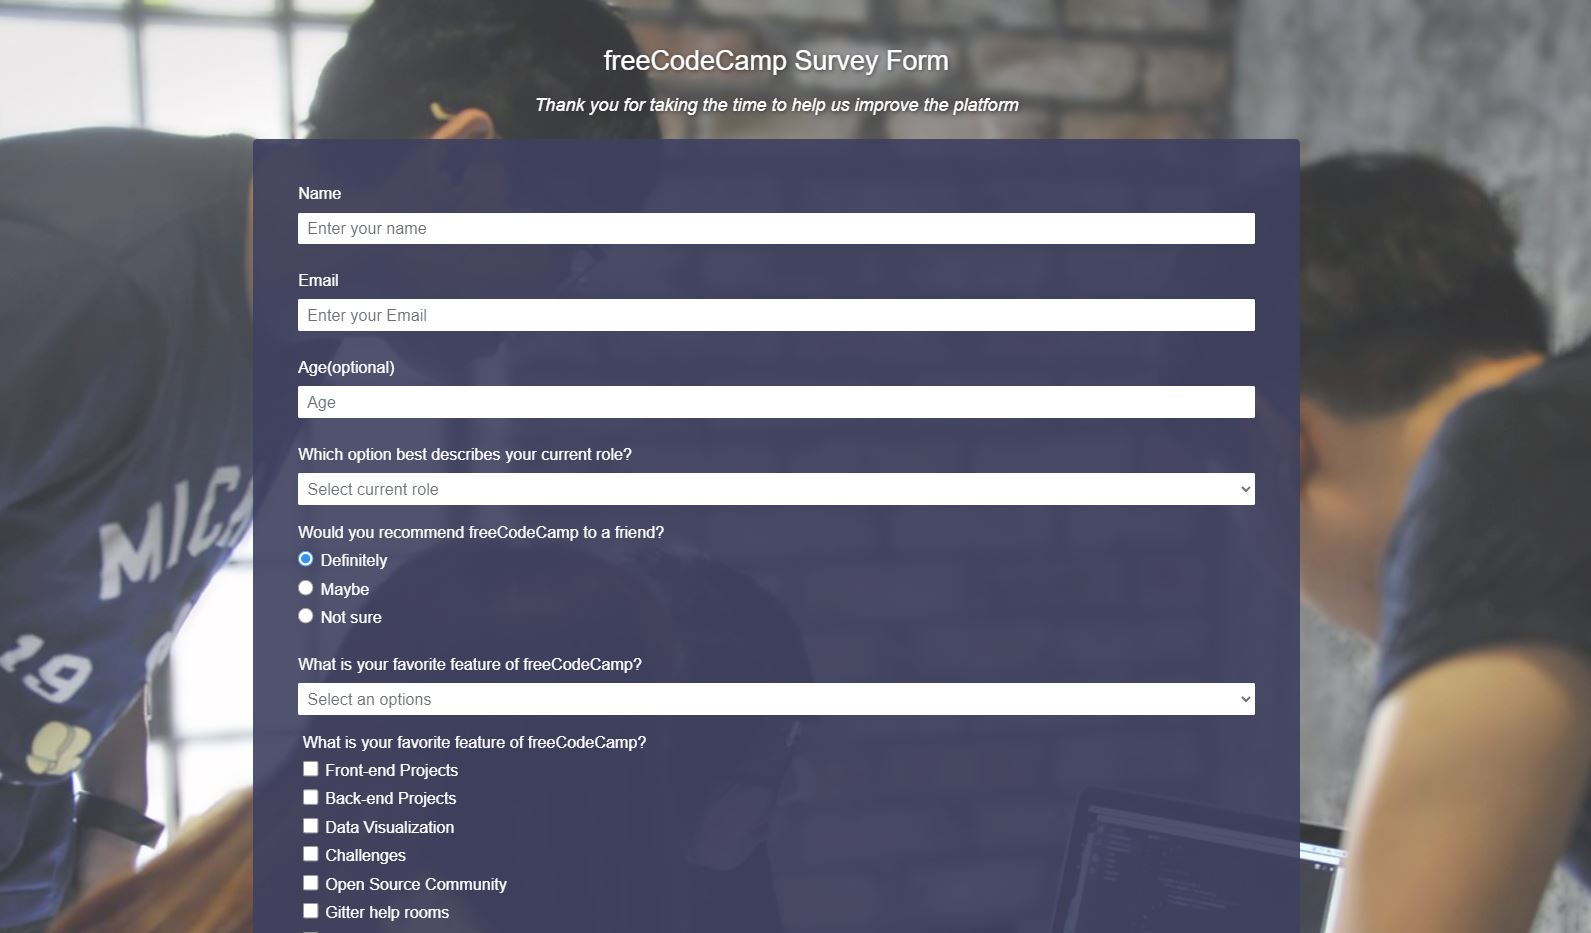 freeCodeCamp Survey Form
Thank you for taking the time to help us improve the platform
Name
Enter your name
Email
Enter your Email
Age(optional)
Age
Which option best describes your current role?
Select current role
Would you recommend freeCodeCamp to a friend?
Definitely
Maybe
Not sure
What is your favorite feature of freeCodeCamp?
Select an options
What is your favorite feature of freeCodeCamp?
Front-end Projects
Back-end Projects
Data Visualization
Challenges
Open Source Community
Gitter help rooms
MICH
19